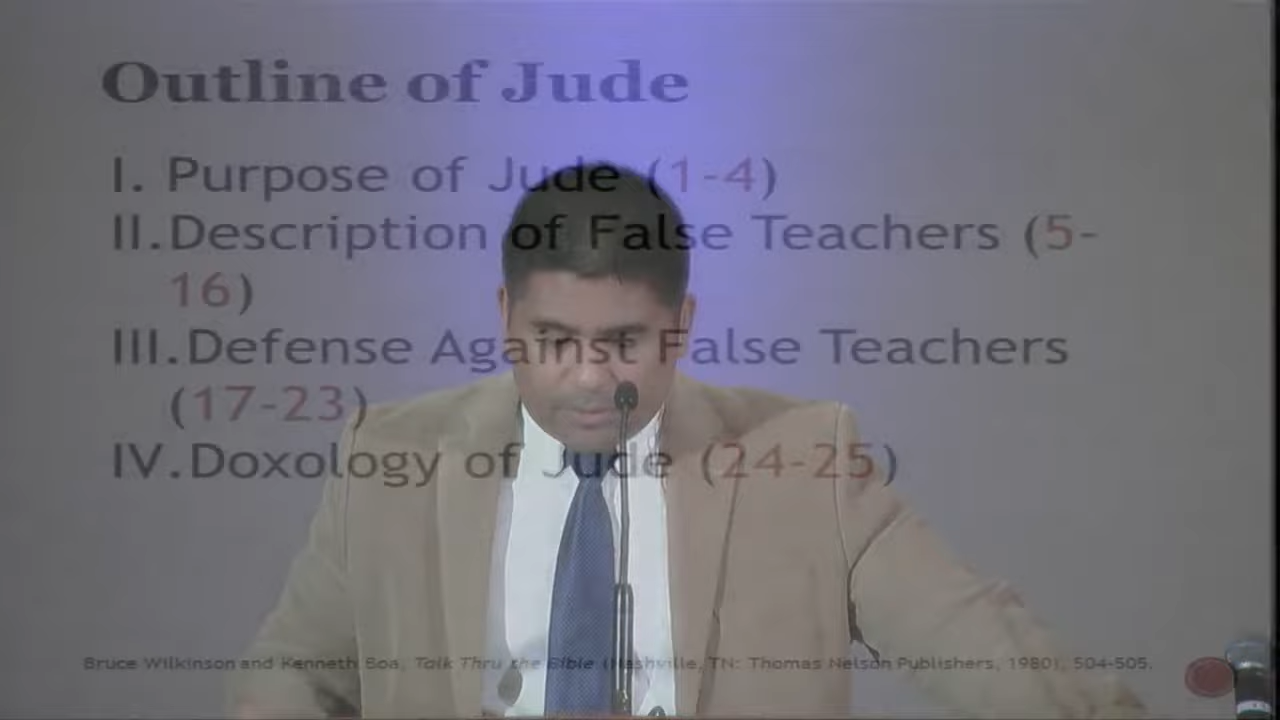 Outline of Jude
I. Purpose of Jude (1-4)
II. Description of False Teachers (5-
16)
III. Defense Against False Teachers
(17-23)
IV. Doxology of Jude (24-25)
Bruce Wilkinson and Kenneth Boa, Talk Thru the Bible (Nashville, TN: Thomas Nelson Publishers, 1980), 504-505.